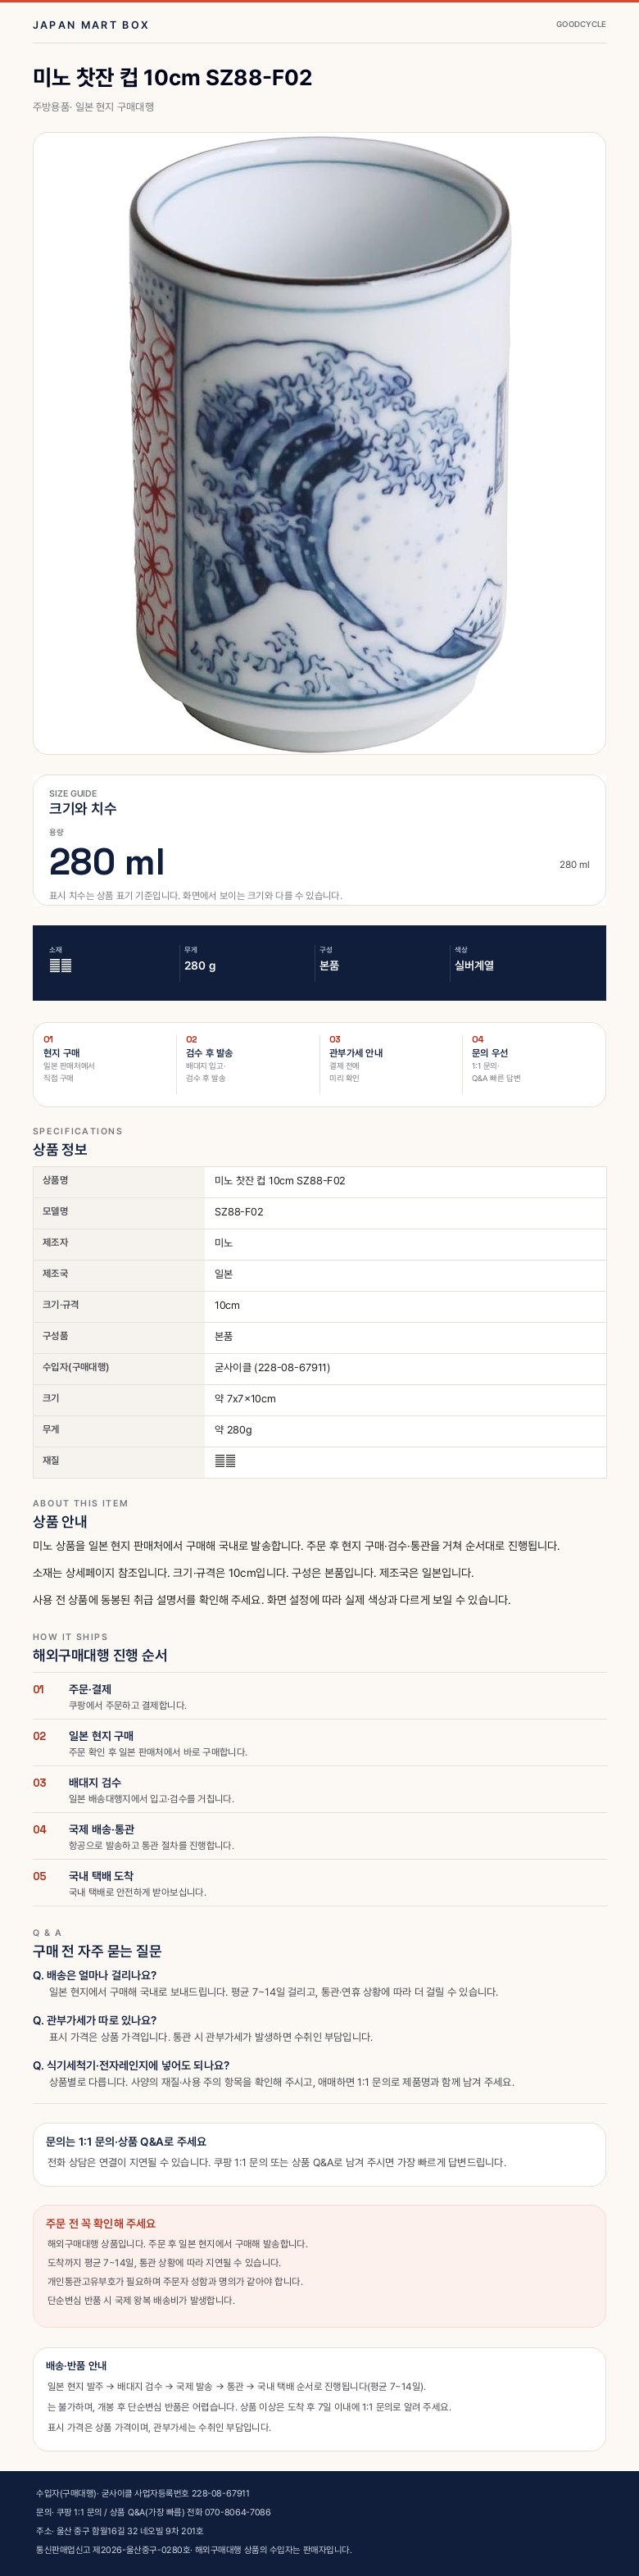 JAPAN MART BOX
GOODCYCLE
미노 찻잔 컵 10cm SZ88-F02
주방용품· 일본 현지 구매대행
SIZE GUIDE
크기와 치수
용량
280 ml
280 ml
표시 치수는 상품 표기 기준입니다. 화면에서 보이는 크기와 다를 수 있습니다.
소재
무게
280 g
구성
본품
색상
실버계열
01
현지 구매
일본 판매처에서
직접 구매
02
검수 후 발송
배대지 입고·
검수 후 발송
03
관부가세 안내
결제 전에
미리 확인
04
문의 우선
1:1 문의·
Q&A 빠른 답변
SPECIFICATIONS
상품 정보
상품명 미노 찻잔 컵 10cm SZ88-F02
모델명 SZ88-F02
제조자 미노
제조국 일본
크기·규격 10cm
구성품 본품
수입자(구매대행) 굳사이클 (228-08-67911)
크기 약 7x7×10cm
무게 약 280g
재질
ABOUT THIS ITEM
상품 안내
미노 상품을 일본 현지 판매처에서 구매해 국내로 발송합니다. 주문 후 현지 구매·검수·통관을 거쳐 순서대로 진행됩니다.
소재는 상세페이지 참조입니다. 크기·규격은 10cm입니다. 구성은 본품입니다. 제조국은 일본입니다.
사용 전 상품에 동봉된 취급 설명서를 확인해 주세요. 화면 설정에 따라 실제 색상과 다르게 보일 수 있습니다.
HOW IT SHIPS
해외구매대행 진행 순서
01 주문·결제
쿠팡에서 주문하고 결제합니다.
02 일본 현지 구매
주문 확인 후 일본 판매처에서 바로 구매합니다.
03 배대지 검수
일본 배송대행지에서 입고·검수를 거칩니다.
04 국제 배송·통관
항공으로 발송하고 통관 절차를 진행합니다.
05 국내 택배 도착
국내 택배로 안전하게 받아보십니다.
Q & A
구매 전 자주 묻는 질문
Q. 배송은 얼마나 걸리나요?
일본 현지에서 구매해 국내로 보내드립니다. 평균 7~14일 걸리고, 통관·연휴 상황에 따라 더 걸릴 수 있습니다.
Q. 관부가세가 따로 있나요?
표시 가격은 상품 가격입니다. 통관 시 관부가세가 발생하면 수취인 부담입니다.
Q. 식기세척기·전자레인지에 넣어도 되나요?
상품별로 다릅니다. 사양의 재질·사용 주의 항목을 확인해 주시고, 애매하면 1:1 문의로 제품명과 함께 남겨 주세요.
문의는 1:1 문의·상품 Q&A로 주세요
전화 상담은 연결이 지연될 수 있습니다. 쿠팡 1:1 문의 또는 상품 Q&A로 남겨 주시면 가장 빠르게 답변드립니다.
주문 전 꼭 확인해 주세요
해외구매대행 상품입니다. 주문 후 일본 현지에서 구매해 발송합니다.
도착까지 평균 7~14일, 통관 상황에 따라 지연될 수 있습니다.
개인통관고유부호가 필요하며 주문자 성함과 명의가 같아야 합니다.
단순변심 반품 시 국제 왕복 배송비가 발생합니다.
배송·반품 안내
일본 현지 발주 → 배대지 검수 → 국제 발송 → 통관 → 국내 택배 순서로 진행됩니다(평균 7~14일).
는 불가하며, 개봉 후 단순변심 반품은 어렵습니다. 상품 이상은 도착 후 7일 이내에 1:1 문의로 알려 주세요.
표시 가격은 상품 가격이며, 관부가세는 수취인 부담입니다.
수입자(구매대행)· 굳사이클 사업자등록번호 228-08-67911
문의· 쿠팡 1:1 문의 / 상품 Q&A(가장 빠름) 전화 070-8064-7086
주소· 울산 중구 함월16길 32 네오빌 9차 201호
통신판매업신고 제2026-울산중구-0280호· 해외구매대행 상품의 수입자는 판매자입니다.